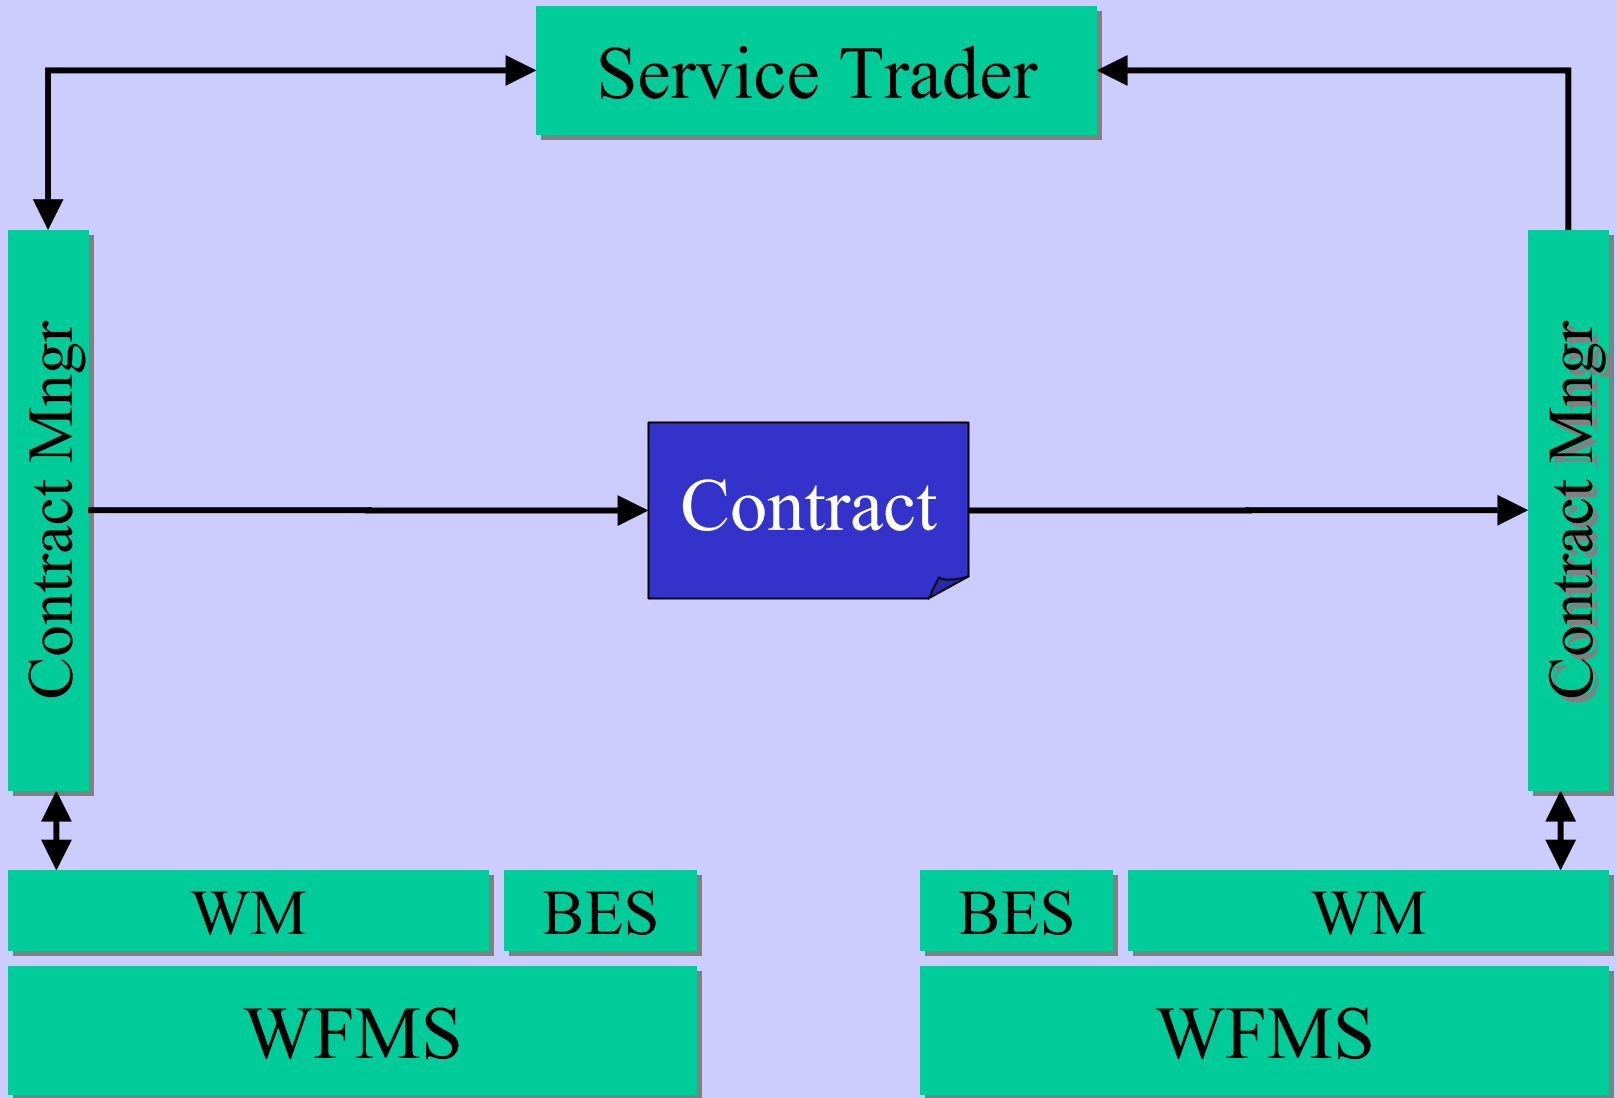 Service Trader
Contract Mngr
Contract
Contract Mngr
WM
BES
BES
WM
WFMS
WFMS